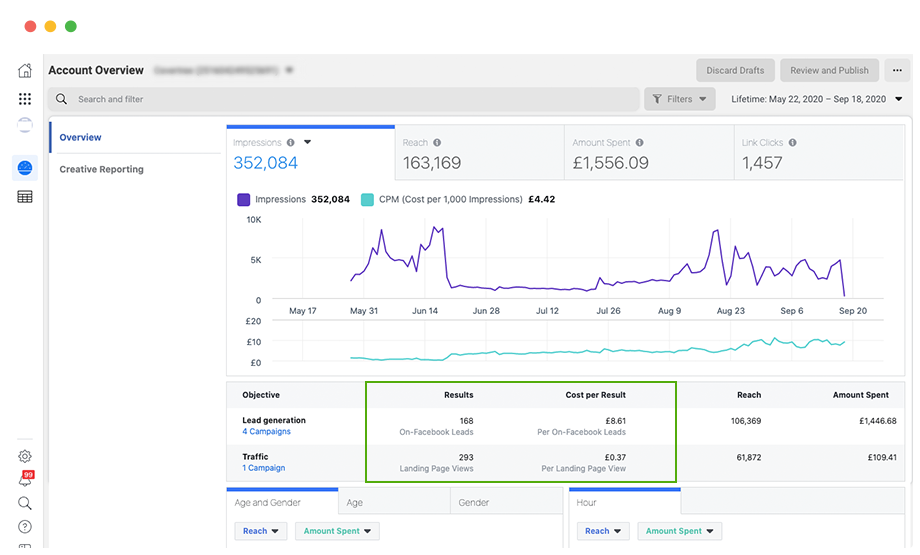 Account Overview
Discard Drafts
Review and Publish
Search and filter
Filters
Lifetime: May 22, 2020 – Sep 18, 2020
Overview
Creative Reporting
Impressions
352,084
Reach
163,169
Amount Spent
£1,556.09
Link Clicks
1,457
Impressions 352,084 CPM (Cost per 1,000 Impressions) £4.42
10K
5K
0
May 17 May 31 Jun 14 Jun 28 Jul 12 Jul 26 Aug 9 Aug 23 Sep 6 Sep 20
£20
£10
£0
Objective Results Cost per Result Reach Amount Spent
Lead generation 168 £8.61 106,369 £1,446.68
4 Campaigns On-Facebook Leads Per On-Facebook Leads
Traffic 293 £0.37 61,872 £109.41
1 Campaign Landing Page Views Per Landing Page View
99
Age and Gender Age Gender Hour
Reach Amount Spent Reach Amount Spent